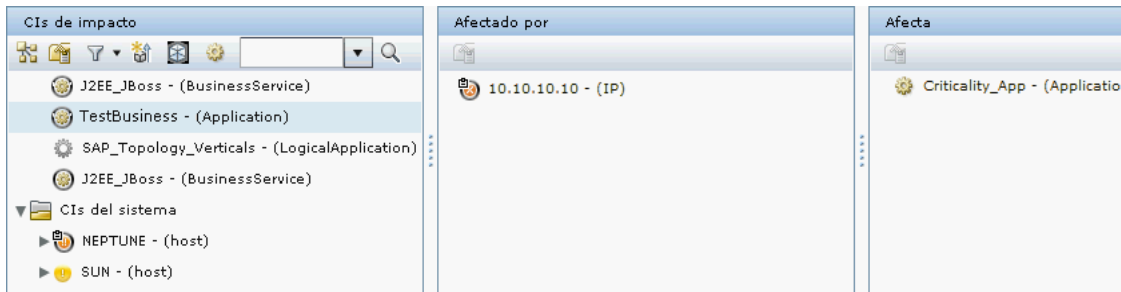 CIs de impacto
J2EE_JBoss - (BusinessService)
TestBusiness - (Application)
SAP_Topology_Verticals - (LogicalApplication)
J2EE_JBoss - (BusinessService)
CIs del sistema
NEPTUNE - (host)
SUN - (host)
Afectado por
10.10.10.10 - (IP)
Afecta
Criticality_App - (Applicatio